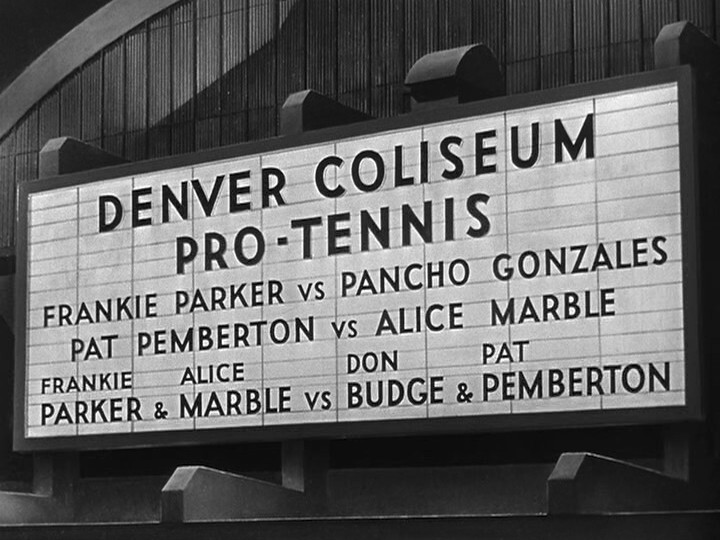 DENVER COLISEUM
PRO-TENNIS
FRANKIE PARKER VS PANCHO GONZALES
PAT PEMBERTON VS ALICE MARBLE
FRANKIE ALICE DON PAT
PARKER & MARBLE VS BUDGE & PEMBERTON